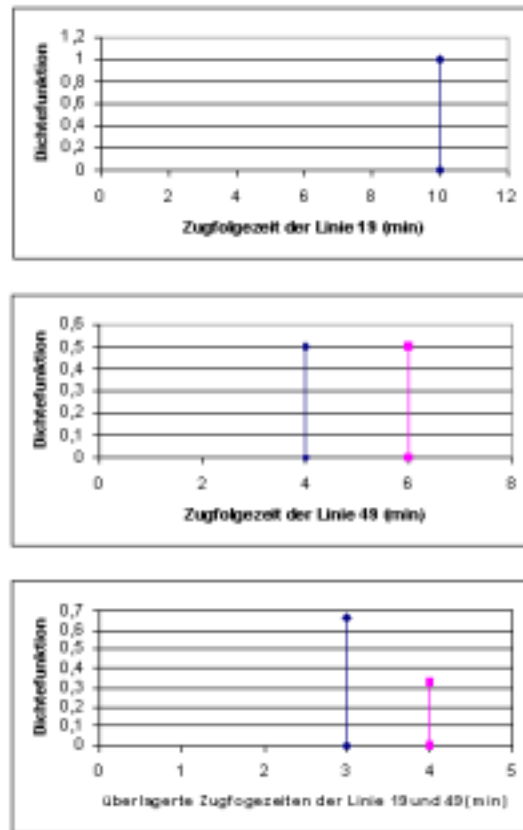 1,2
1
0,8
0,6
0,4
0,2
0
Dichtefunktion
0 2 4 6 8 10 12
Zugfolgezeit der Linie 19 (min)
0,6
0,5
0,4
0,3
0,2
0,1
0
Dichtefunktion
0 2 4 6 8
Zugfolgezeit der Linie 49 (min)
0,7
0,6
0,5
0,4
0,3
0,2
0,1
0
Dichtefunktion
0 1 2 3 4 5
überlagerte Zugfogezeiten der Linie 19 und 49(min)